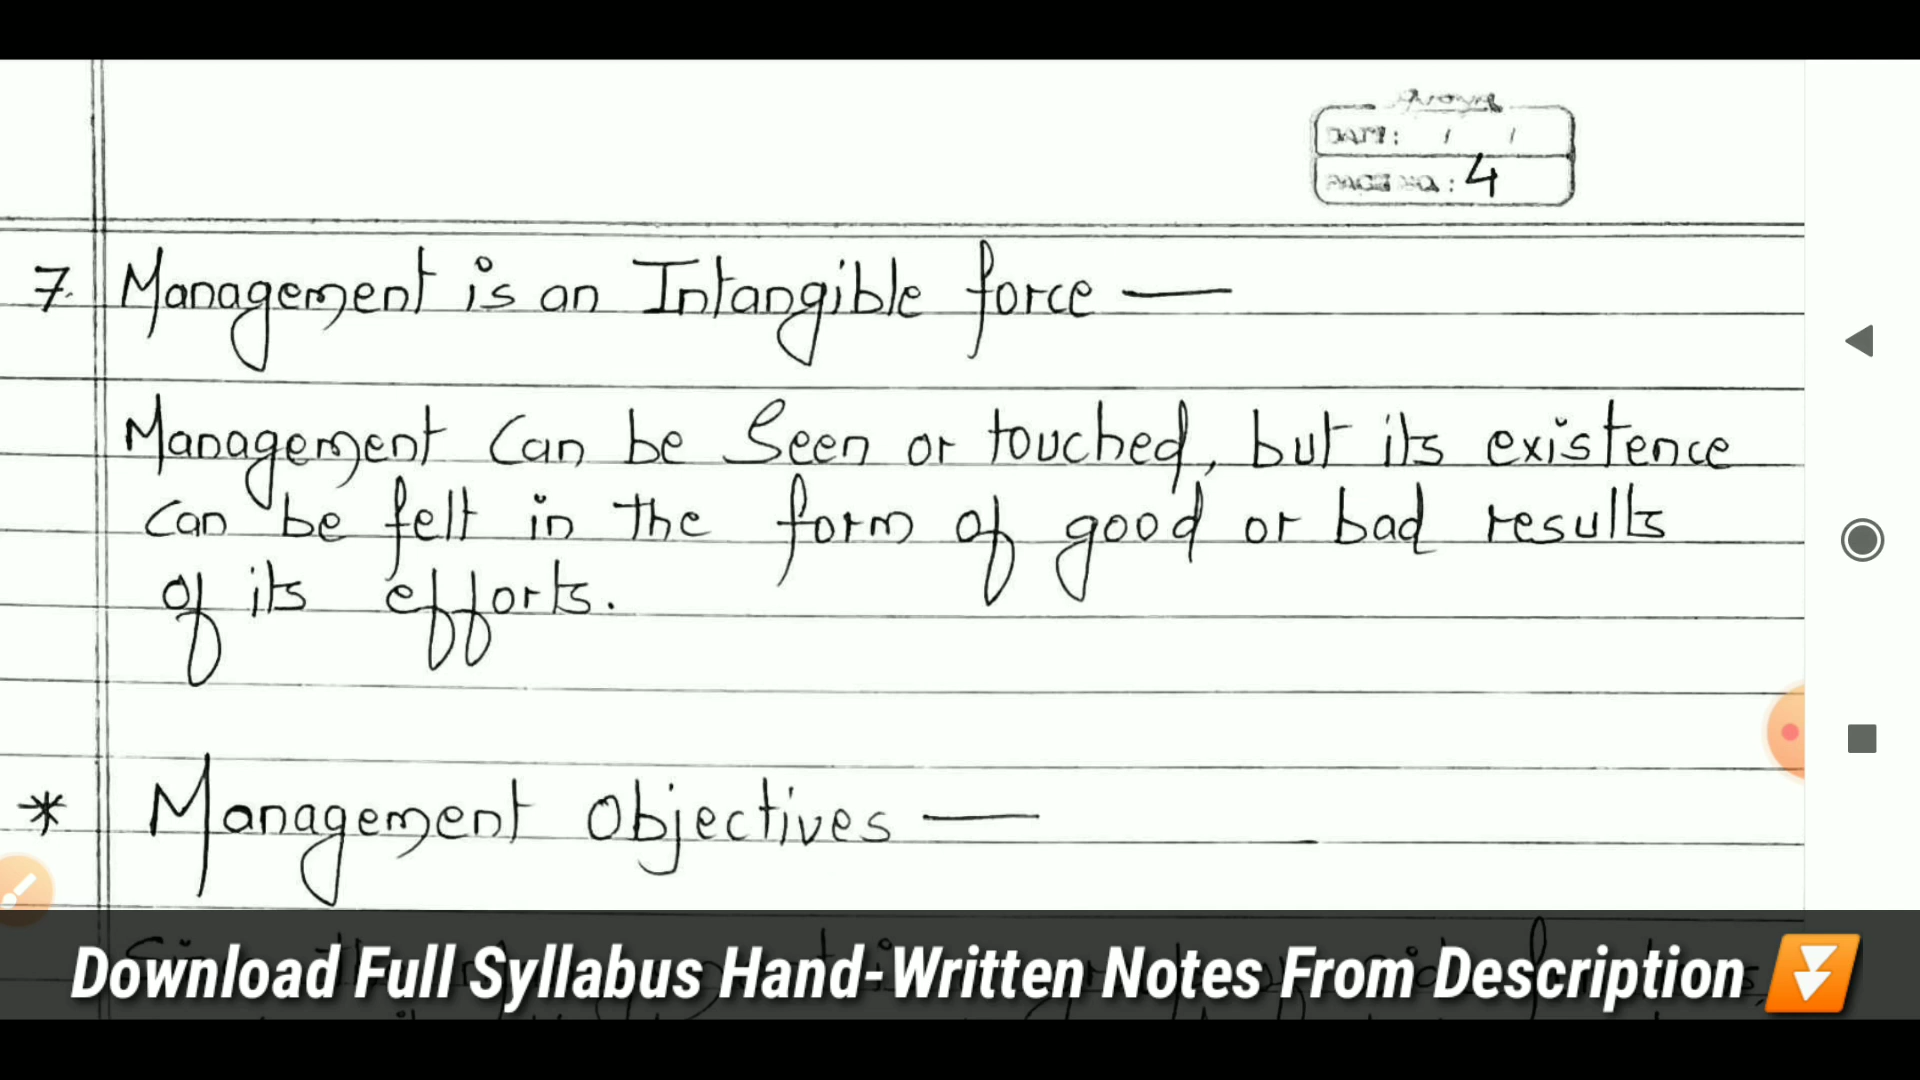 DATE: / /
PAGE NO.: 4
7. Management is an Intangible force —
Management Can be Seen or touched, but its existence
can be felt in the form of good or bad results
of its efforts.
* Management Objectives —
Download Full Syllabus Hand-Written Notes From Description